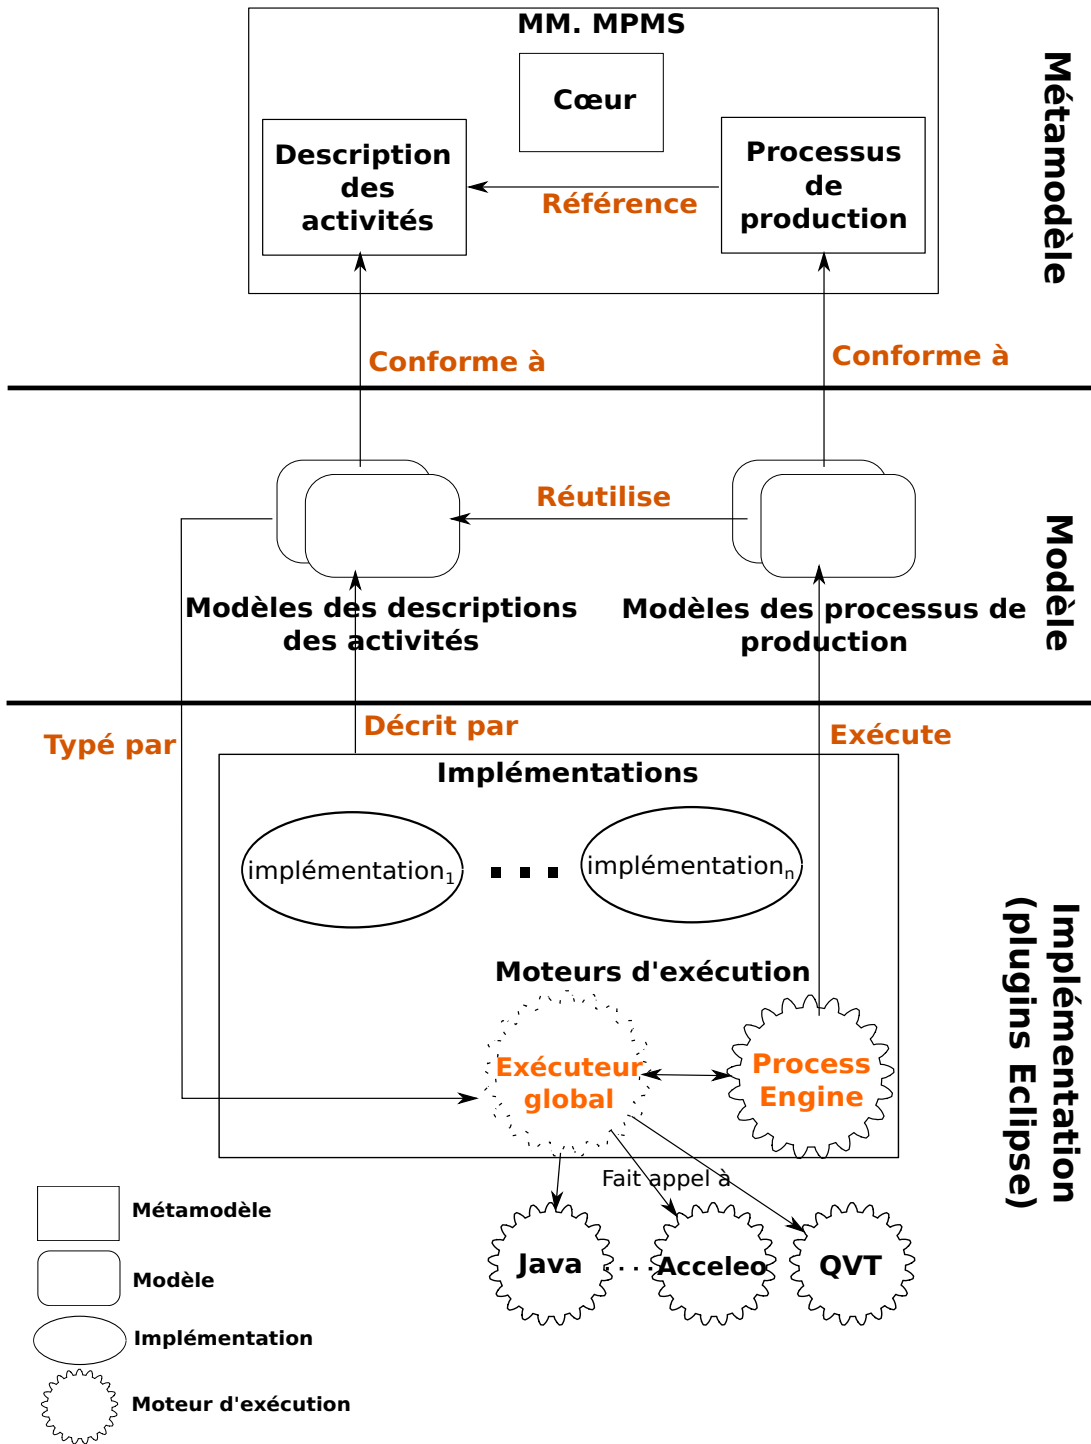 MM. MPMS
Cœur
Description
des
activités
Processus
de
production
Référence
Métamodèle
Conforme à
Conforme à
Réutilise
Modèles des descriptions
des activités
Modèles des processus de
production
Modèle
Typé par
Décrit par
Exécute
Implémentations
implémentation1
implémentationn
Moteurs d'exécution
Exécuteur
global
Process
Engine
Implémentation
(plugins Eclipse)
Fait appel à
Java
Acceleo
QVT
Métamodèle
Modèle
Implémentation
Moteur d'exécution